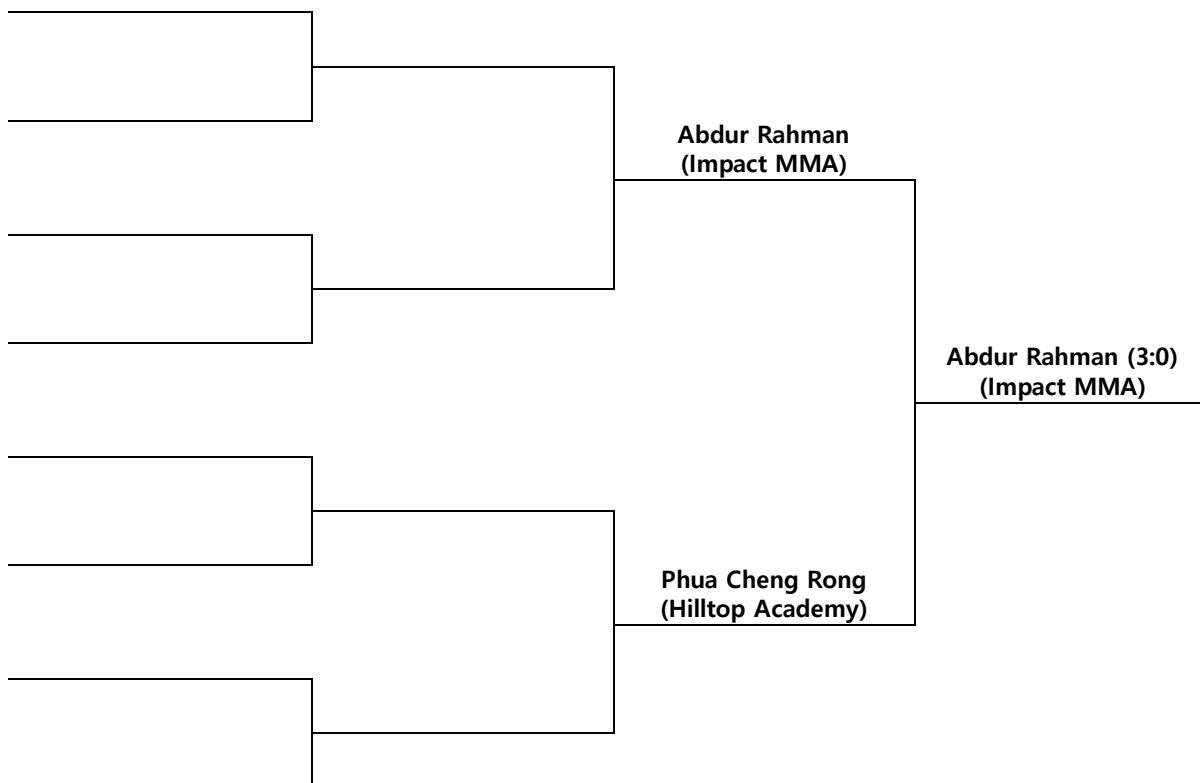 Abdur Rahman
(Impact MMA)
Abdur Rahman (3:0)
(Impact MMA)
Phua Cheng Rong
(Hilltop Academy)